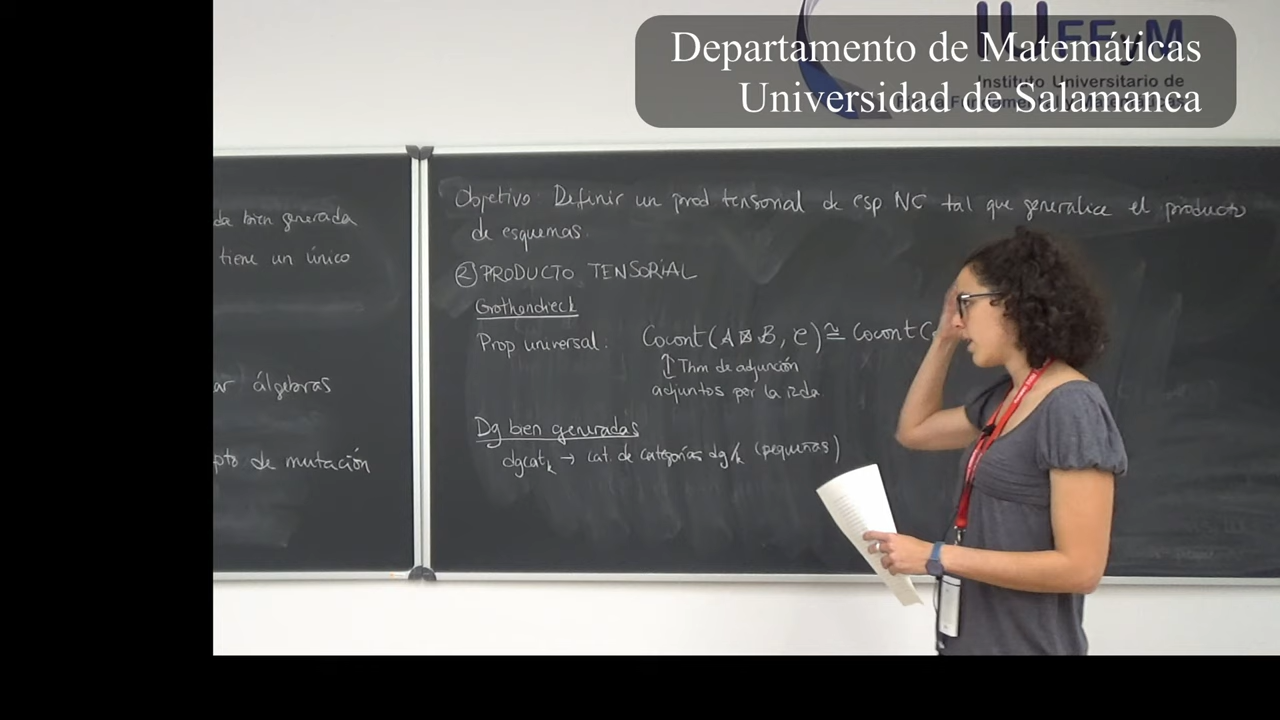 Departamento de Matemáticas
Universidad de Salamanca
IUFFyM
Instituto Universitario de
da bien generada
tiene un único
ar álgebras
pto de mutación
Objetivo: Definir un prod tensorial de esp NC tal que generalice el producto
de esquemas.
② PRODUCTO TENSORIAL
Grothendieck
Prop universal: Cocont(A⊠B, C) ≅ Cocont(
↑ Thm de adjunción
adjuntos por la izda
Dg bien generadas
dgcat_k → cat. de categorías dg/k (pequeñas)